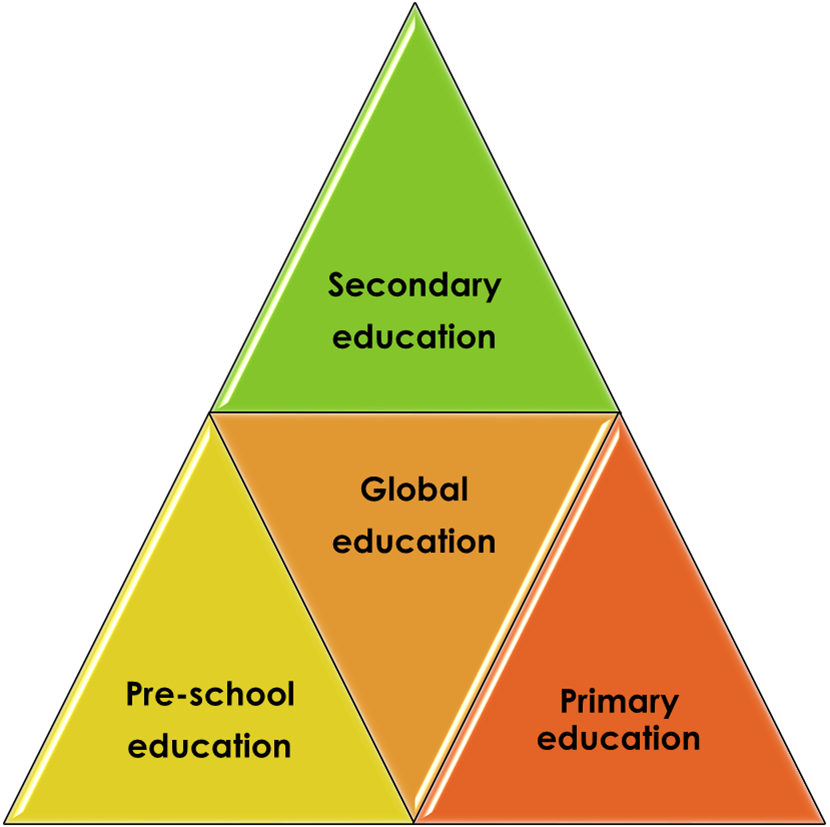 Secondary
education
Global
education
Pre-school
education
Primary
education